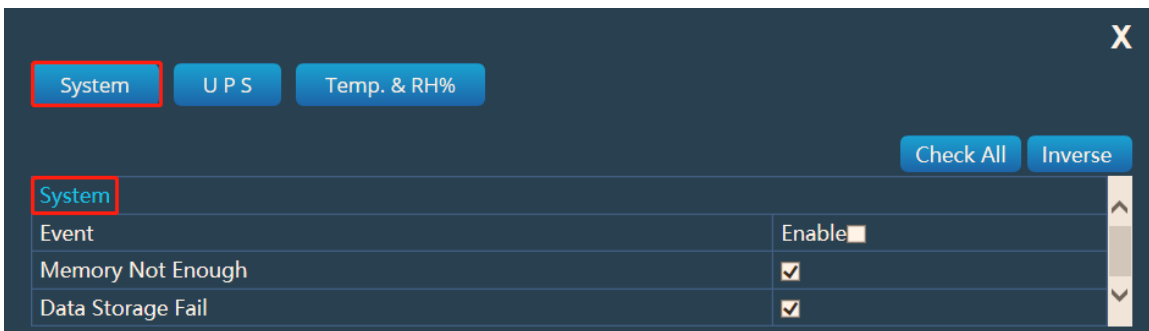 X
System UPS Temp. & RH%
Check All Inverse
System
Event Enable
Memory Not Enough
Data Storage Fail